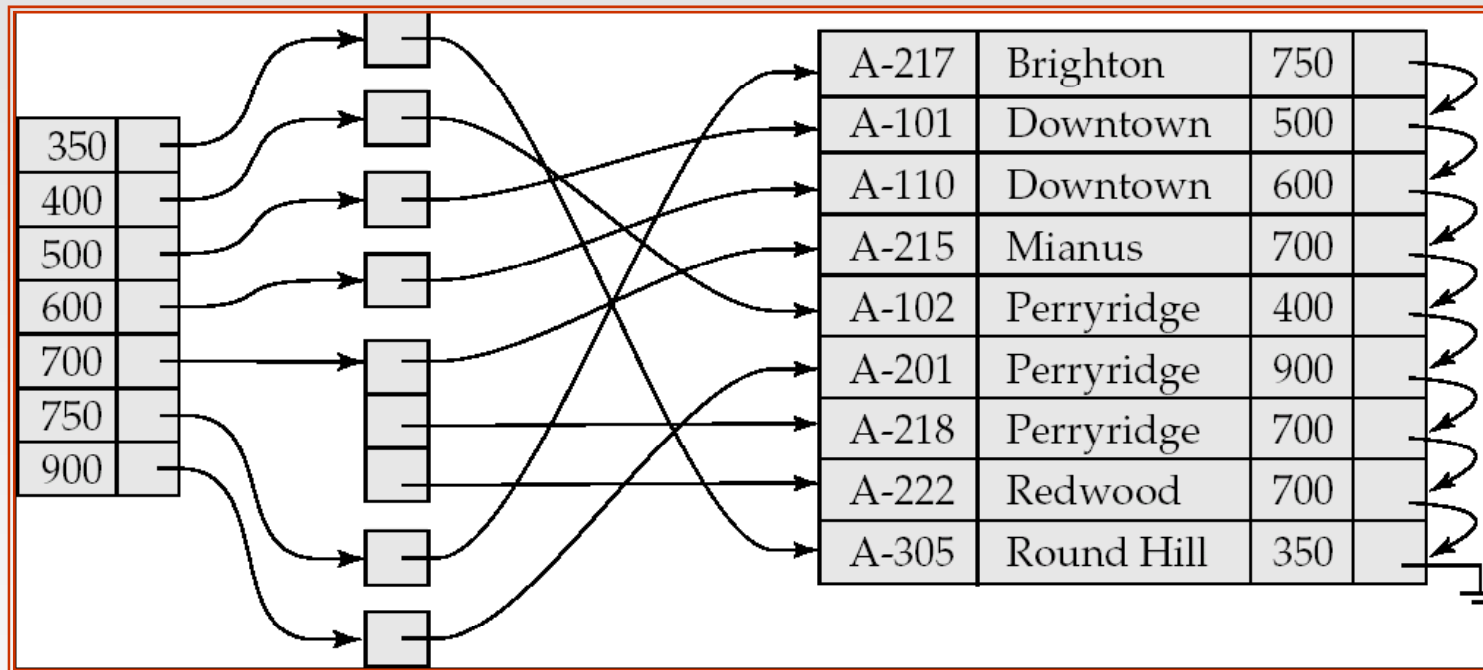 350
400
500
600
700
750
900
A-217 Brighton 750
A-101 Downtown 500
A-110 Downtown 600
A-215 Mianus 700
A-102 Perryridge 400
A-201 Perryridge 900
A-218 Perryridge 700
A-222 Redwood 700
A-305 Round Hill 350